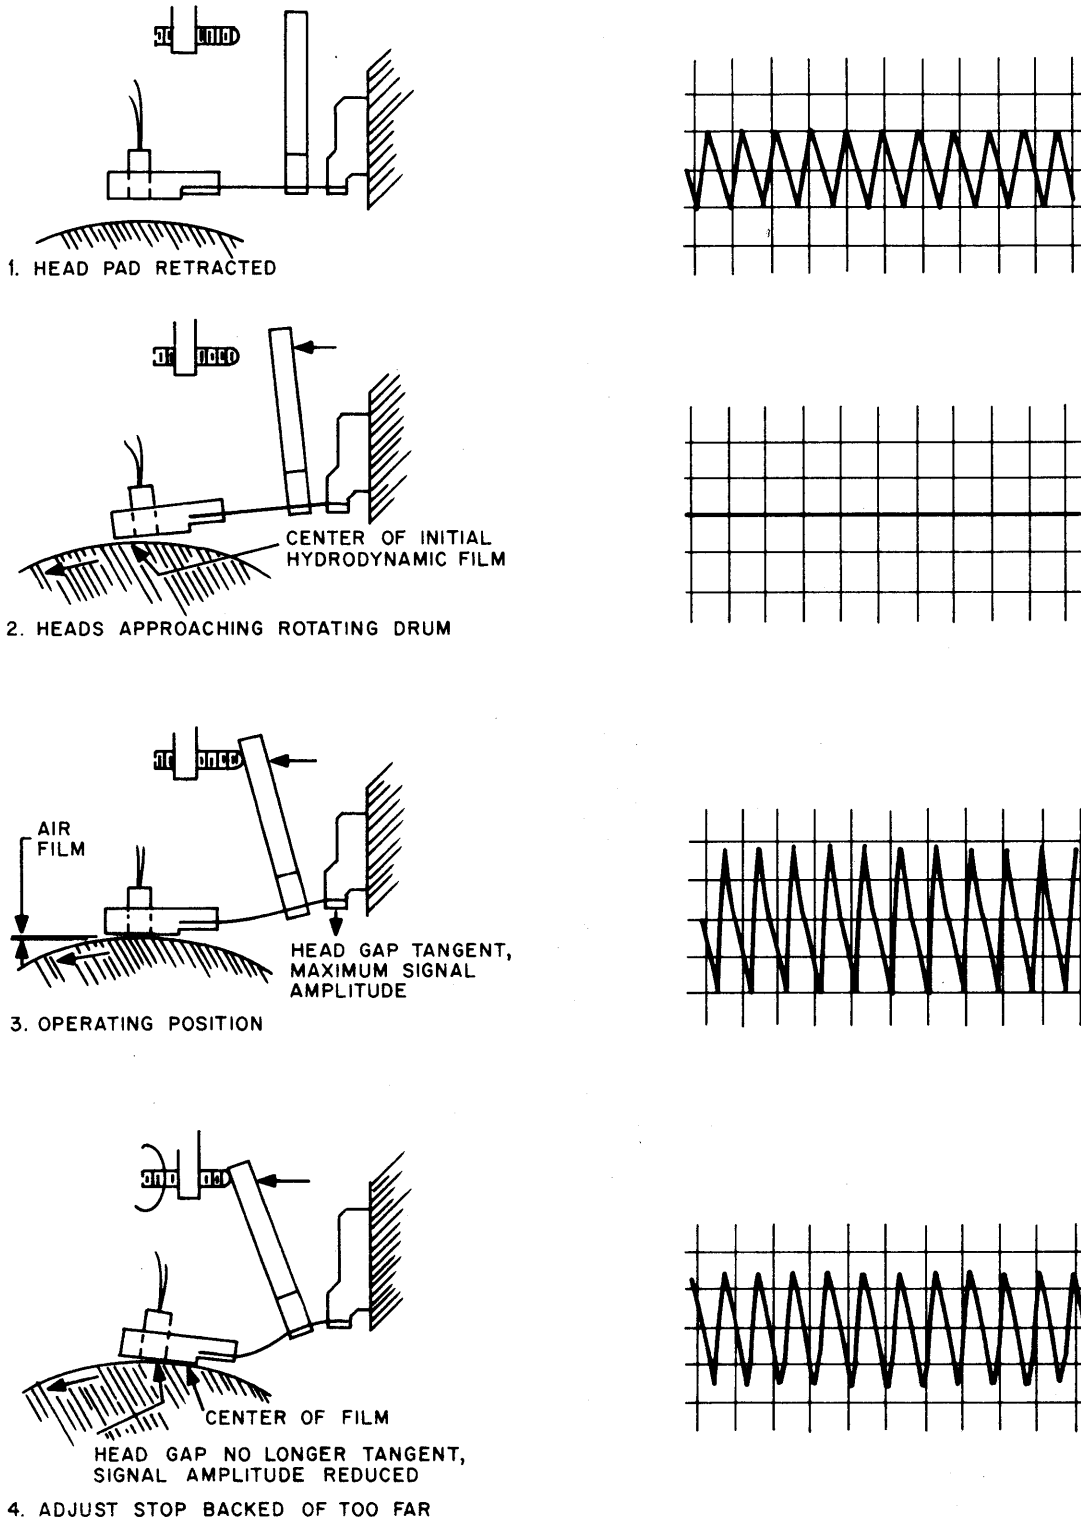 1. HEAD PAD RETRACTED
CENTER OF INITIAL
HYDRODYNAMIC FILM
2. HEADS APPROACHING ROTATING DRUM
AIR
FILM
HEAD GAP TANGENT,
MAXIMUM SIGNAL
AMPLITUDE
3. OPERATING POSITION
CENTER OF FILM
HEAD GAP NO LONGER TANGENT,
SIGNAL AMPLITUDE REDUCED
4. ADJUST STOP BACKED OF TOO FAR